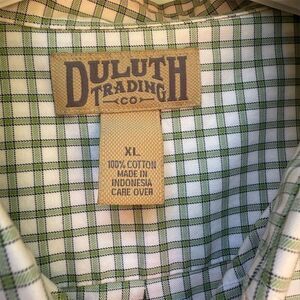 DULUTH
TRADING
CO
XL
100% COTTON
MADE IN
INDONESIA
CARE OVER